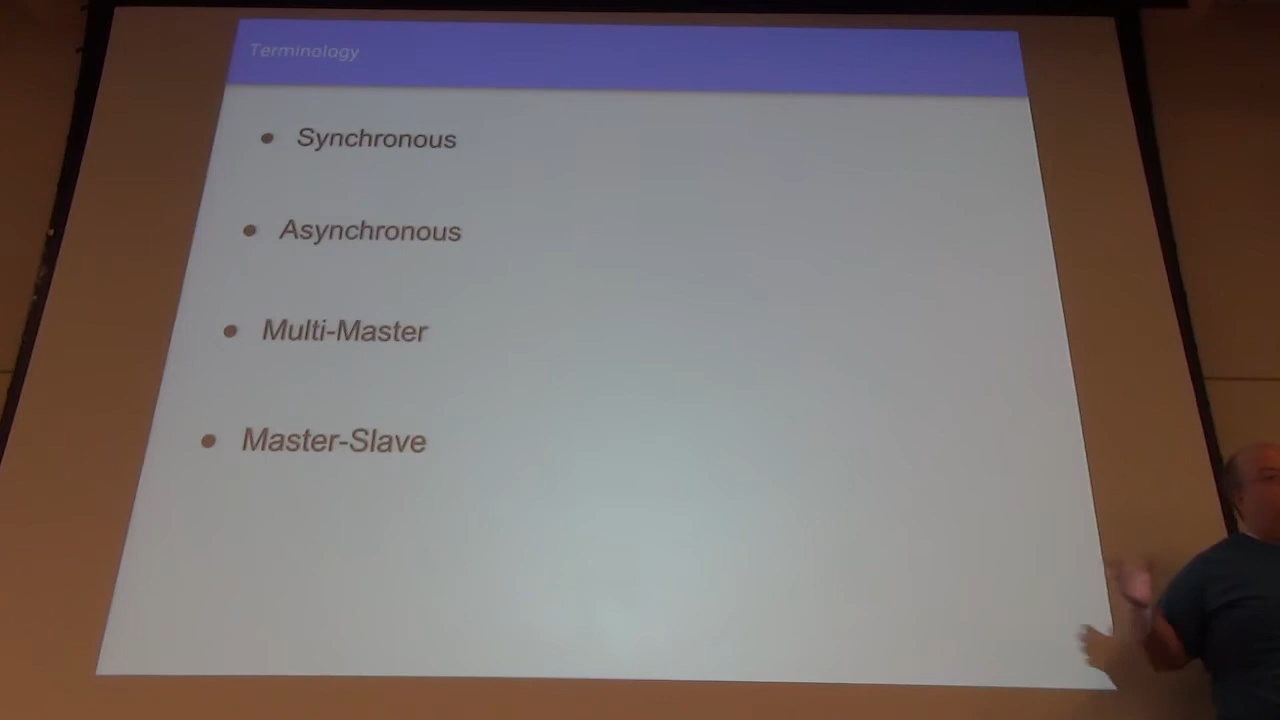 Terminology
● Synchronous
● Asynchronous
● Multi-Master
● Master-Slave